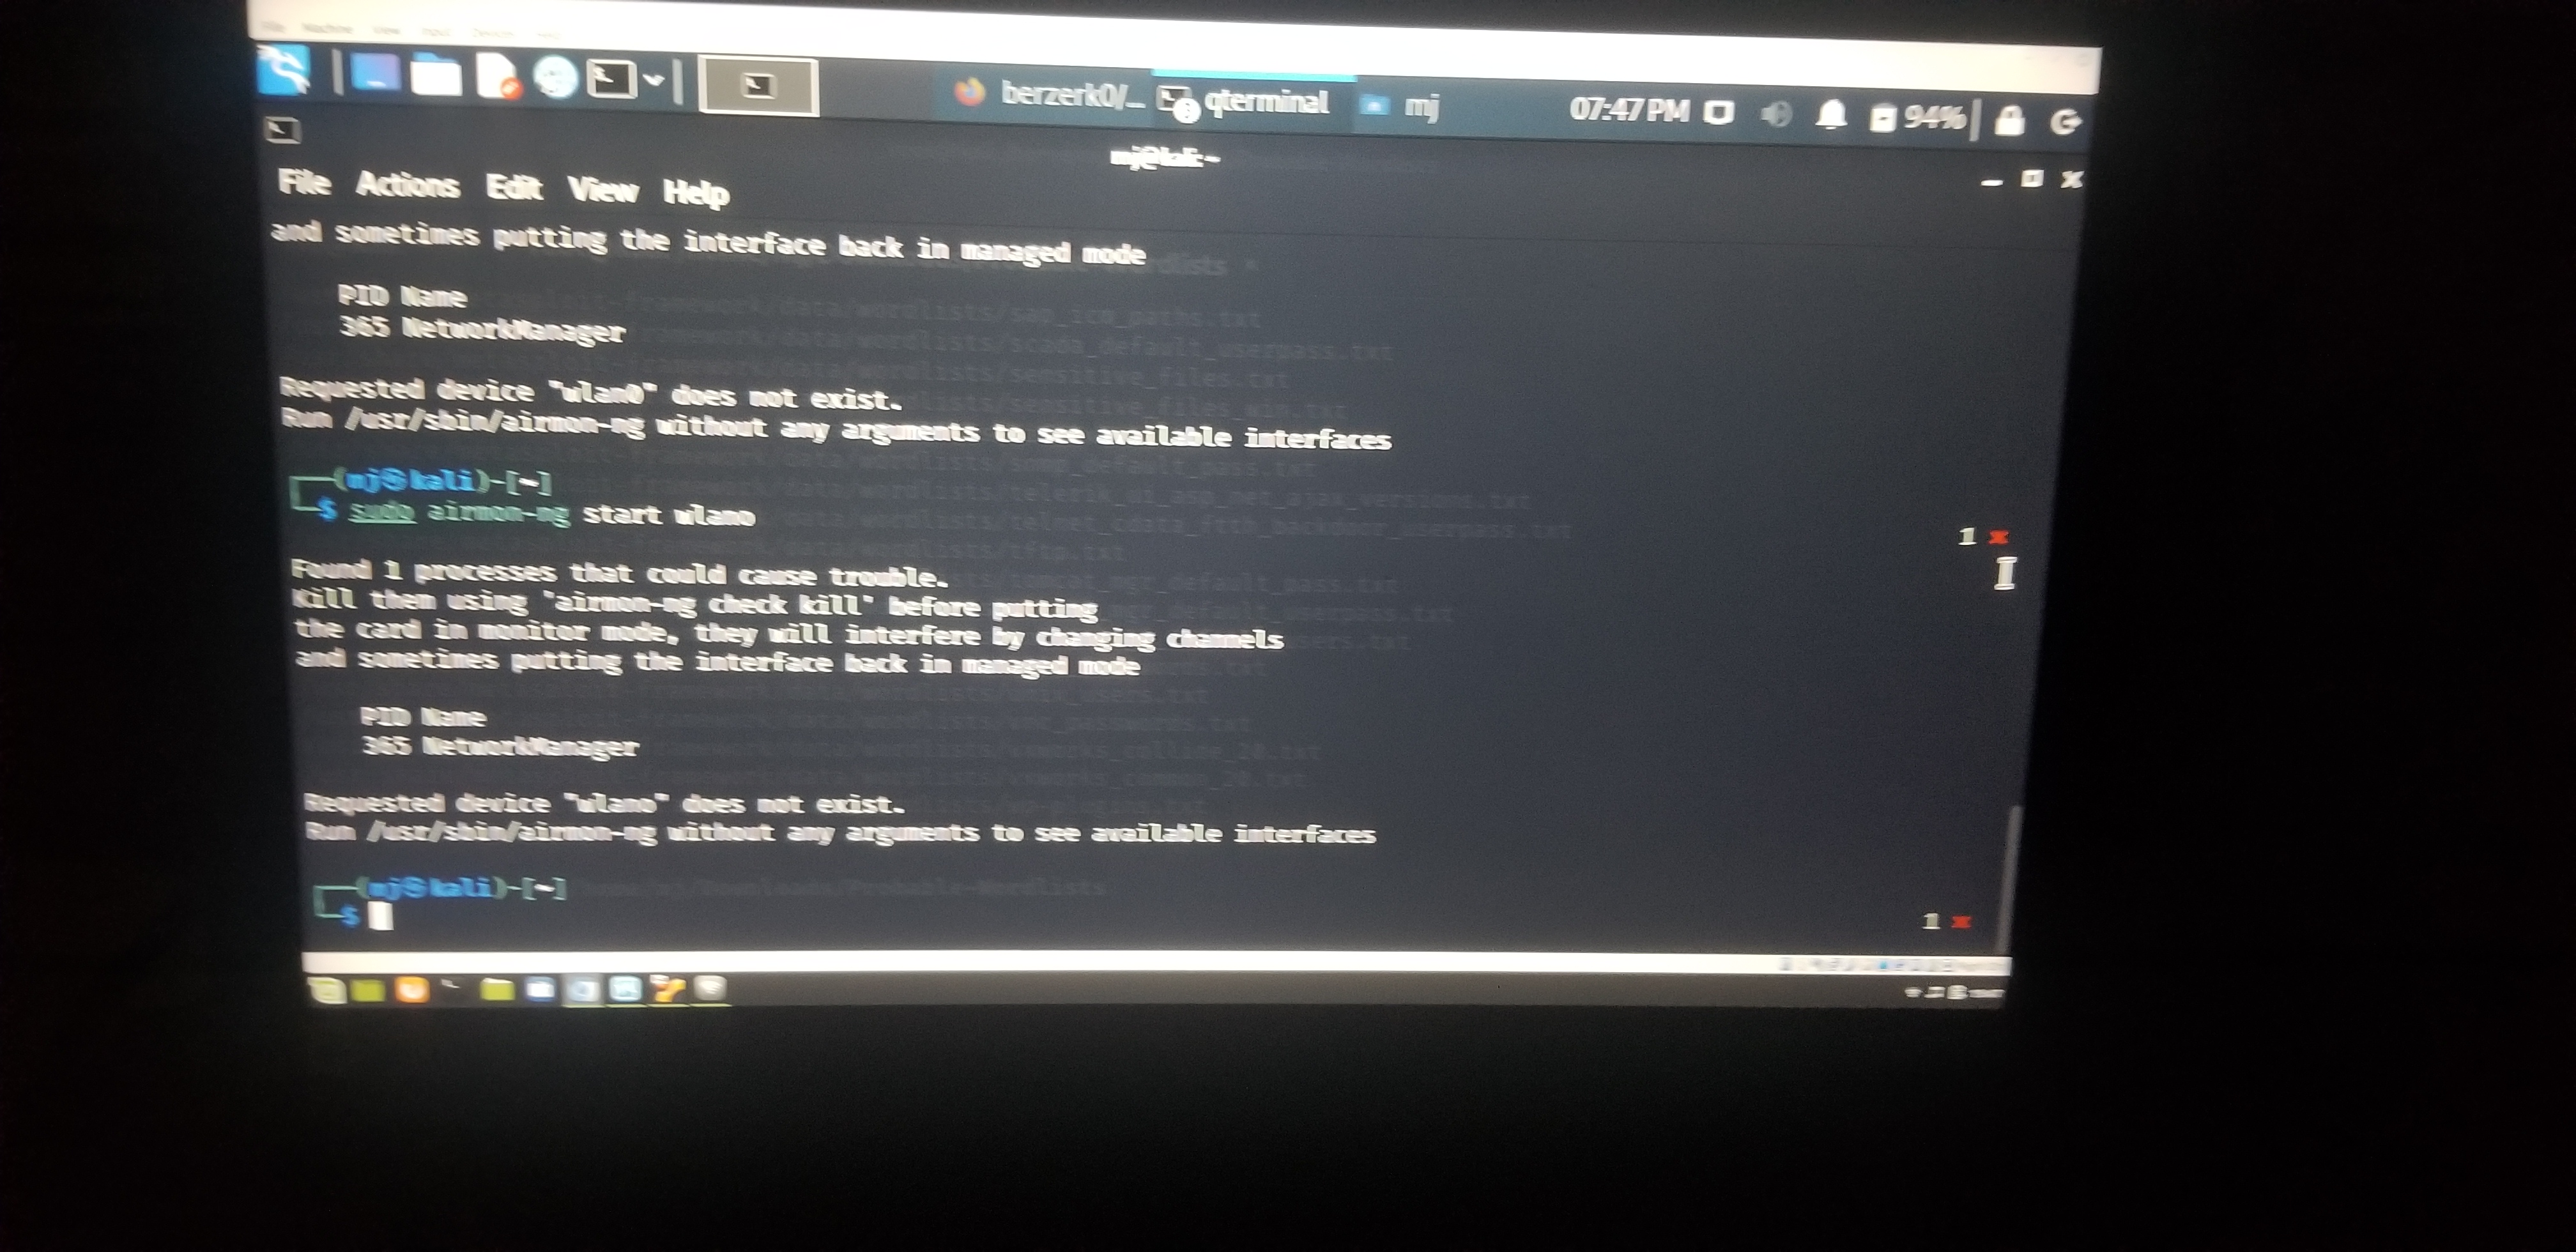 File Machine View Input Devices Help
berzerk0/... qterminal mj 07:47 PM 94%
mj@kali:~
File Actions Edit View Help
and sometimes putting the interface back in managed mode
PID Name
365 NetworkManager
Requested device "wlan0" does not exist.
Run /usr/sbin/airmon-ng without any arguments to see available interfaces
(mj㉿kali)-[~]
$ sudo airmon-ng start wlano
1
Found 1 processes that could cause trouble.
Kill them using 'airmon-ng check kill' before putting
the card in monitor mode, they will interfere by changing channels
and sometimes putting the interface back in managed mode
PID Name
365 NetworkManager
Requested device "wlano" does not exist.
Run /usr/sbin/airmon-ng without any arguments to see available interfaces
(mj㉿kali)-[~]
$
1